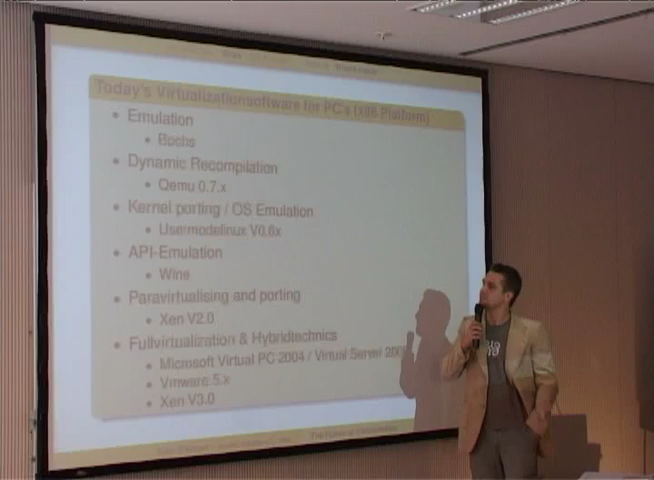 Today's Virtualizationsoftware for PC's (x86 Platform)
Emulation
Bochs
Dynamic Recompilation
Qemu 0.7.x
Kernel porting / OS Emulation
Usermodelinux V0.6x
API-Emulation
Wine
Paravirtualising and porting
Xen V2.0
Fullvirtualization & Hybridtechnics
Microsoft Virtual PC 2004 / Virtual Server
Vmware 5.x
Xen V3.0